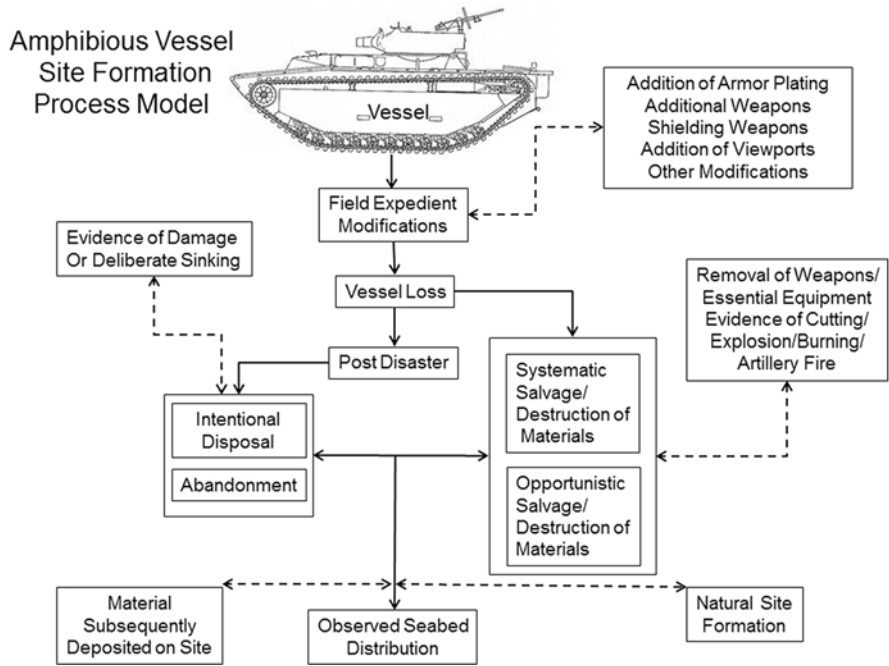 Amphibious Vessel
Site Formation
Process Model
Vessel
Addition of Armor Plating
Additional Weapons
Shielding Weapons
Addition of Viewports
Other Modifications
Field Expedient
Modifications
Evidence of Damage
Or Deliberate Sinking
Vessel Loss
Removal of Weapons/
Essential Equipment
Evidence of Cutting/
Explosion/Burning/
Artillery Fire
Post Disaster
Systematic
Salvage/
Destruction of
Materials
Intentional
Disposal
Abandonment
Opportunistic
Salvage/
Destruction of
Materials
Material
Subsequently
Deposited on Site
Observed Seabed
Distribution
Natural Site
Formation